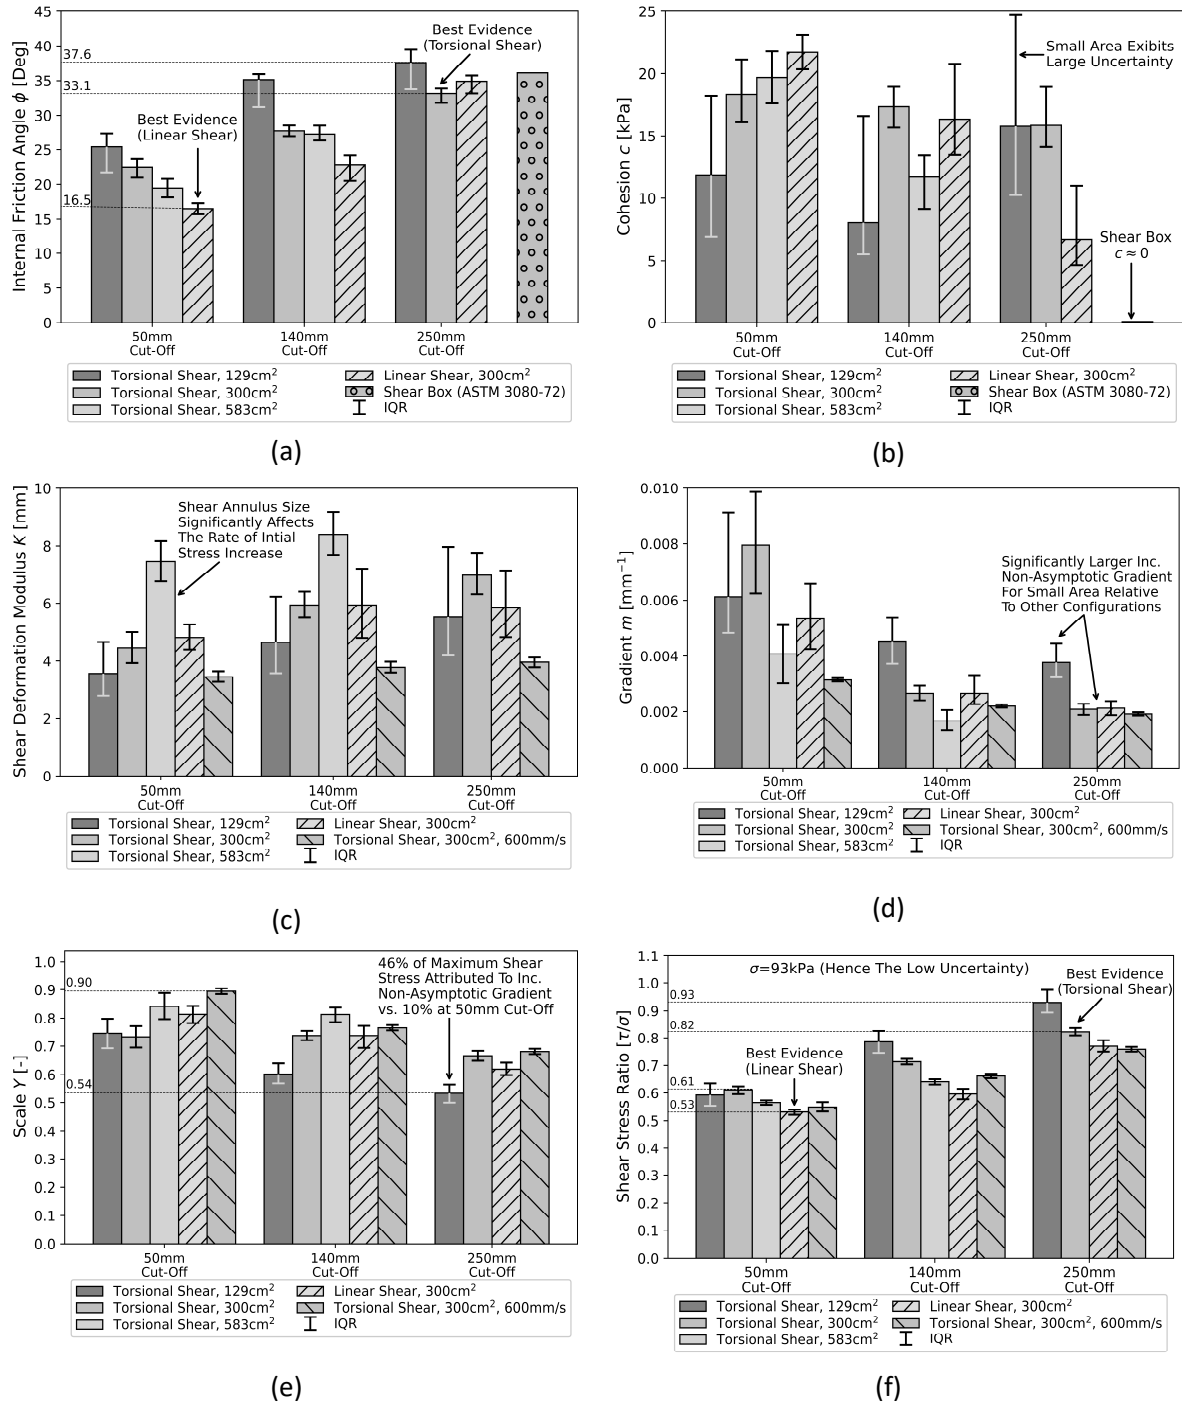 45
40
35
30
25
20
15
10
5
0
Internal Friction Angle ϕ [Deg]
37.6
33.1
16.5
Best Evidence
(Torsional Shear)
Best Evidence
(Linear Shear)
50mm
Cut-Off
140mm
Cut-Off
250mm
Cut-Off
Torsional Shear, 129cm²
Torsional Shear, 300cm²
Torsional Shear, 583cm²
Linear Shear, 300cm²
Shear Box (ASTM 3080-72)
IQR
(a)
25
20
15
10
5
0
Cohesion c [kPa]
Small Area Exibits
Large Uncertainty
Shear Box
c≈0
50mm
Cut-Off
140mm
Cut-Off
250mm
Cut-Off
Torsional Shear, 129cm²
Torsional Shear, 300cm²
Torsional Shear, 583cm²
Linear Shear, 300cm²
Shear Box (ASTM 3080-72)
IQR
(b)
10
8
6
4
2
0
Shear Deformation Modulus K [mm]
Shear Annulus Size
Significantly Affects
The Rate of Intial
Stress Increase
50mm
Cut-Off
140mm
Cut-Off
250mm
Cut-Off
Torsional Shear, 129cm²
Torsional Shear, 300cm²
Torsional Shear, 583cm²
Linear Shear, 300cm²
Torsional Shear, 300cm², 600mm/s
IQR
(c)
0.010
0.008
0.006
0.004
0.002
0.000
Gradient m [mm⁻¹]
Significantly Larger Inc.
Non-Asymptotic Gradient
For Small Area Relative
To Other Configurations
50mm
Cut-Off
140mm
Cut-Off
250mm
Cut-Off
Torsional Shear, 129cm²
Torsional Shear, 300cm²
Torsional Shear, 583cm²
Linear Shear, 300cm²
Torsional Shear, 300cm², 600mm/s
IQR
(d)
1.0
0.9
0.8
0.7
0.6
0.5
0.4
0.3
0.2
0.1
0.0
Scale Y [-]
0.90
0.54
46% of Maximum Shear
Stress Attributed To Inc.
Non-Asymptotic Gradient
vs. 10% at 50mm Cut-Off
50mm
Cut-Off
140mm
Cut-Off
250mm
Cut-Off
Torsional Shear, 129cm²
Torsional Shear, 300cm²
Torsional Shear, 583cm²
Linear Shear, 300cm²
Torsional Shear, 300cm², 600mm/s
IQR
(e)
1.1
1.0
0.9
0.8
0.7
0.6
0.5
0.4
0.3
0.2
0.1
0.0
Shear Stress Ratio [τ/σ]
σ=93kPa (Hence The Low Uncertainty)
0.93
0.82
0.61
0.53
Best Evidence
(Torsional Shear)
Best Evidence
(Linear Shear)
50mm
Cut-Off
140mm
Cut-Off
250mm
Cut-Off
Torsional Shear, 129cm²
Torsional Shear, 300cm²
Torsional Shear, 583cm²
Linear Shear, 300cm²
Torsional Shear, 300cm², 600mm/s
IQR
(f)